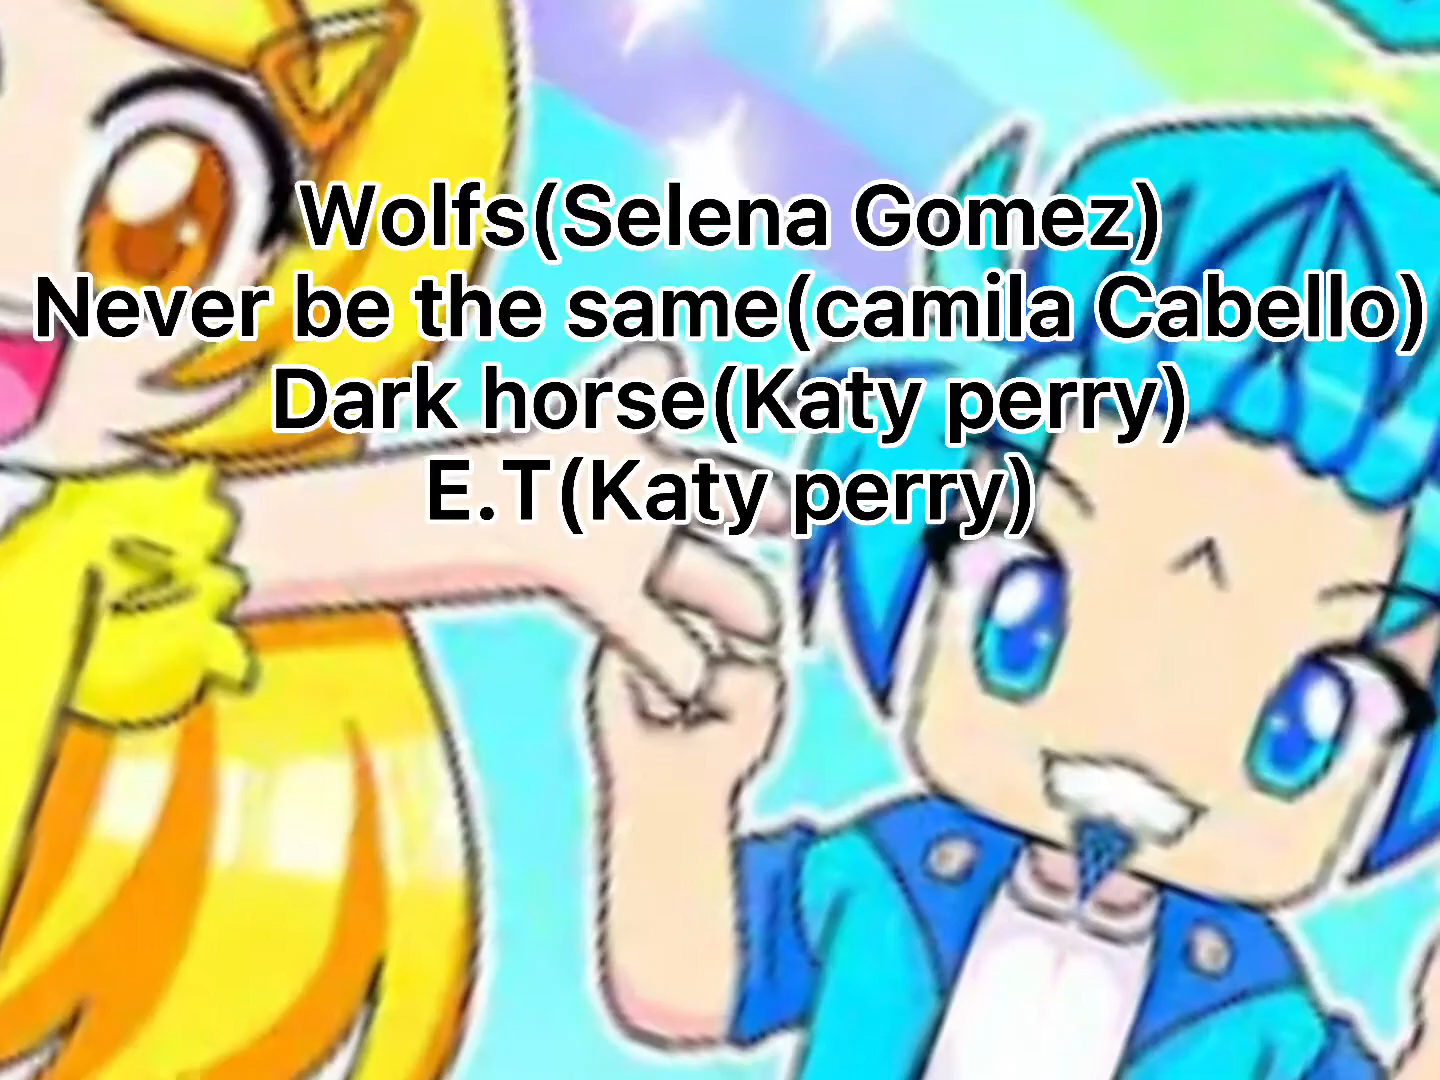 Wolfs(Selena Gomez)
Never be the same(camila Cabello)
Dark horse(Katy perry)
E.T(Katy perry)